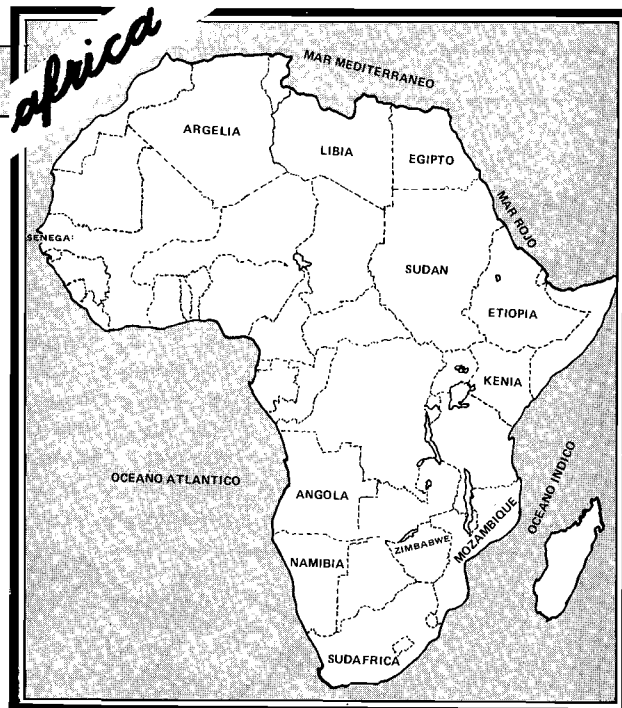 africa
MAR MEDITERRANEO
ARGELIA
LIBIA
EGIPTO
MAR ROJO
SENEGA
SUDAN
ETIOPIA
KENIA
OCEANO ATLANTICO
ANGOLA
OCEANO INDICO
MOZAMBIQUE
ZIMBABWE
NAMIBIA
SUDAFRICA